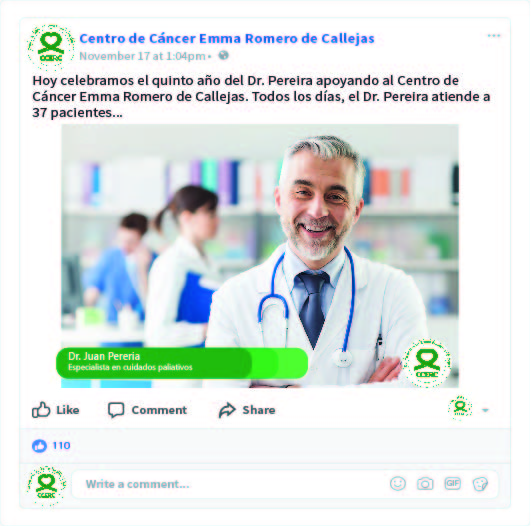 Centro de Cáncer Emma Romero de Callejas
CCERC
November 17 at 1:04pm •
Hoy celebramos el quinto año del Dr. Pereira apoyando al Centro de
Cáncer Emma Romero de Callejas. Todos los días, el Dr. Pereira atiende a
37 pacientes...
Dr. Juan Pereria
Especialista en cuidados paliativos
CCERC
Like Comment Share CCERC
110
CCERC Write a comment... GIF